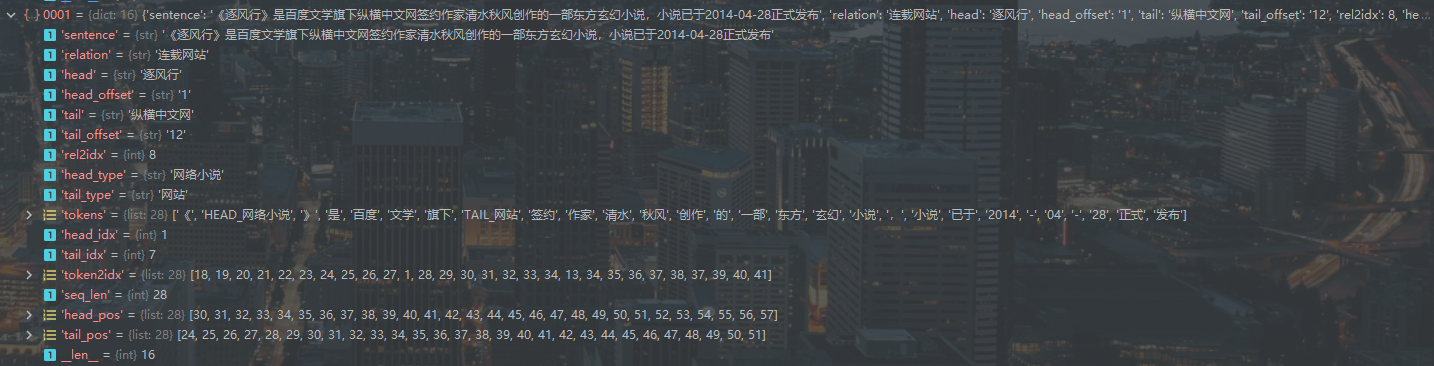 0001 = {dict: 16} {'sentence': '《逐风行》是百度文学旗下纵横中文网签约作家清水秋风创作的一部东方玄幻小说，小说已于2014-04-28正式发布', 'relation': '连载网站', 'head': '逐风行', 'head_offset': '1', 'tail': '纵横中文网', 'tail_offset': '12', 'rel2idx': 8, 'he...
'sentence' = {str} '《逐风行》是百度文学旗下纵横中文网签约作家清水秋风创作的一部东方玄幻小说，小说已于2014-04-28正式发布'
'relation' = {str} '连载网站'
'head' = {str} '逐风行'
'head_offset' = {str} '1'
'tail' = {str} '纵横中文网'
'tail_offset' = {str} '12'
'rel2idx' = {int} 8
'head_type' = {str} '网络小说'
'tail_type' = {str} '网站'
'tokens' = {list: 28} ['《', 'HEAD_网络小说', '》', '是', '百度', '文学', '旗下', 'TAIL_网站', '签约', '作家', '清水', '秋风', '创作', '的', '一部', '东方', '玄幻', '小说', '，', '小说', '已于', '2014', '-', '04', '-', '28', '正式', '发布']
'head_idx' = {int} 1
'tail_idx' = {int} 7
'token2idx' = {list: 28} [18, 19, 20, 21, 22, 23, 24, 25, 26, 27, 1, 28, 29, 30, 31, 32, 33, 34, 13, 34, 35, 36, 37, 38, 37, 39, 40, 41]
'seq_len' = {int} 28
'head_pos' = {list: 28} [30, 31, 32, 33, 34, 35, 36, 37, 38, 39, 40, 41, 42, 43, 44, 45, 46, 47, 48, 49, 50, 51, 52, 53, 54, 55, 56, 57]
'tail_pos' = {list: 28} [24, 25, 26, 27, 28, 29, 30, 31, 32, 33, 34, 35, 36, 37, 38, 39, 40, 41, 42, 43, 44, 45, 46, 47, 48, 49, 50, 51]
__len__ = {int} 16